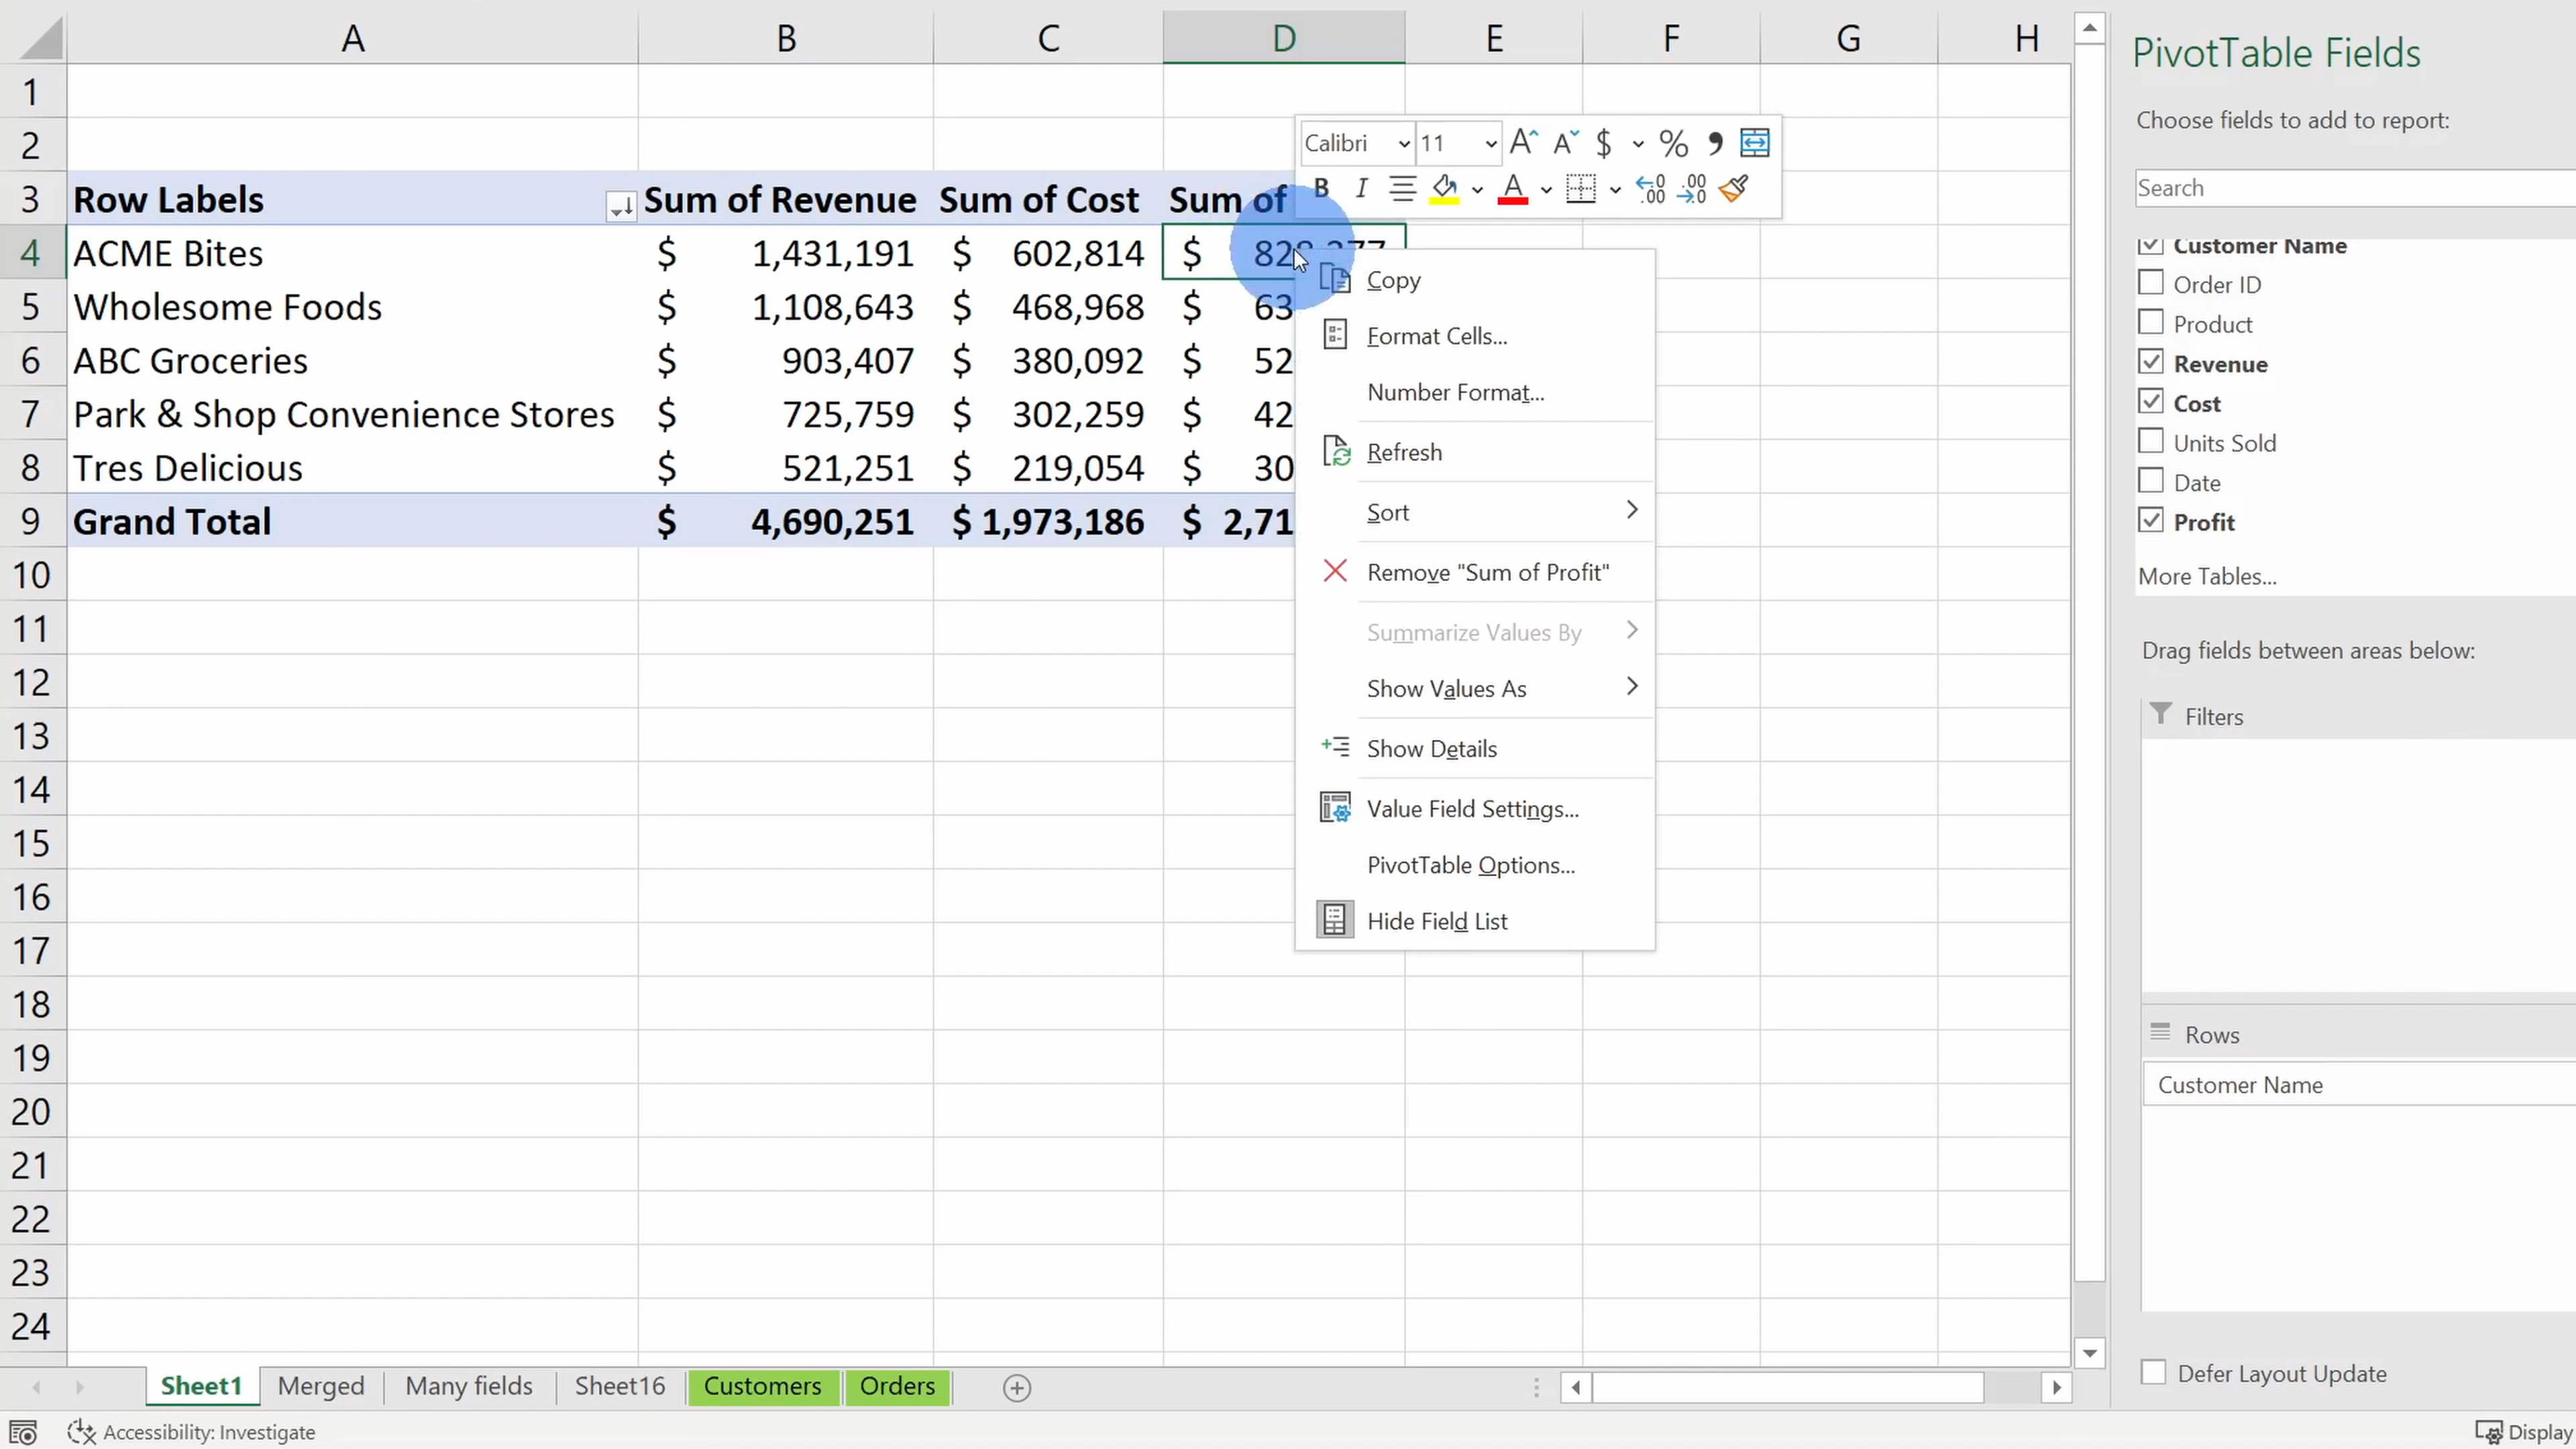 A B C D E F G H
1
2
3 Row Labels Sum of Revenue Sum of Cost Sum of
4 ACME Bites $ 1,431,191 $ 602,814 $ 828,377
5 Wholesome Foods $ 1,108,643 $ 468,968 $ 63
6 ABC Groceries $ 903,407 $ 380,092 $ 52
7 Park & Shop Convenience Stores $ 725,759 $ 302,259 $ 42
8 Tres Delicious $ 521,251 $ 219,054 $ 30
9 Grand Total $ 4,690,251 $ 1,973,186 $ 2,71
10
11
12
13
14
15
16
17
18
19
20
21
22
23
24
Calibri 11 A A $ % ,
B I A .00 .0 .00 .0
Copy
Format Cells...
Number Format...
Refresh
Sort
Remove "Sum of Profit"
Summarize Values By
Show Values As
Show Details
Value Field Settings...
PivotTable Options...
Hide Field List
PivotTable Fields
Choose fields to add to report:
Search
Customer Name
Order ID
Product
Revenue
Cost
Units Sold
Date
Profit
More Tables...
Drag fields between areas below:
Filters
Rows
Customer Name
Defer Layout Update
Sheet1 Merged Many fields Sheet16 Customers Orders
Accessibility: Investigate
Display